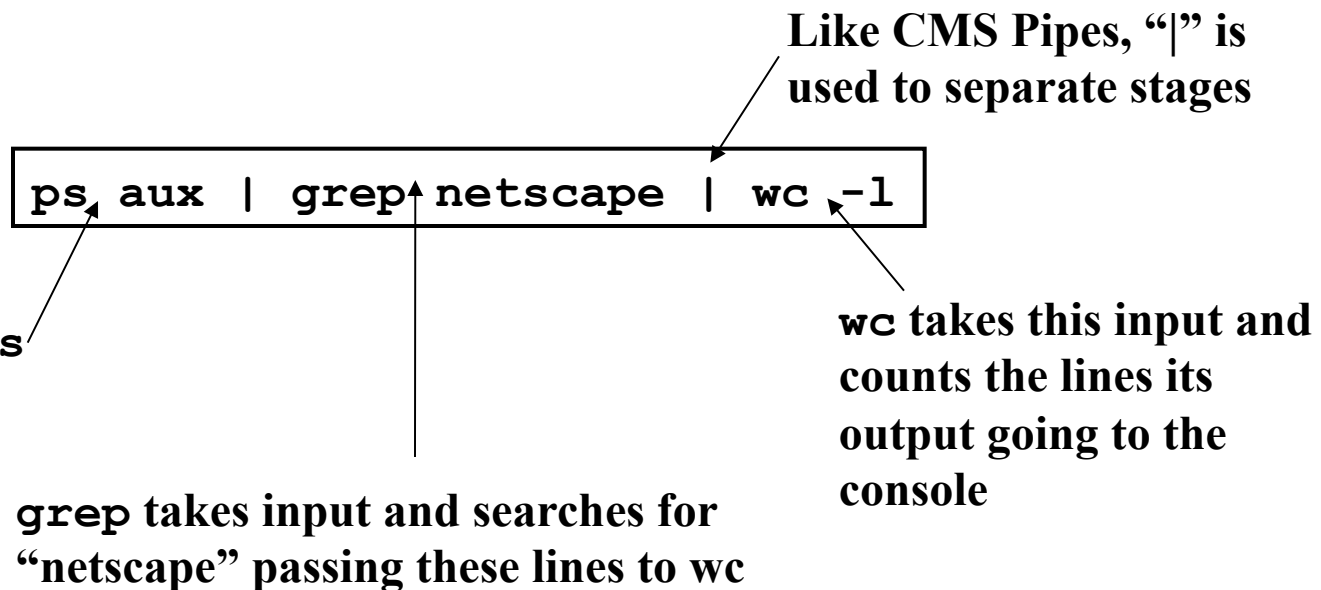 Like CMS Pipes, “|” is
used to separate stages
ps aux | grep netscape | wc -l
s
wc takes this input and
counts the lines its
output going to the
console
grep takes input and searches for
“netscape” passing these lines to wc